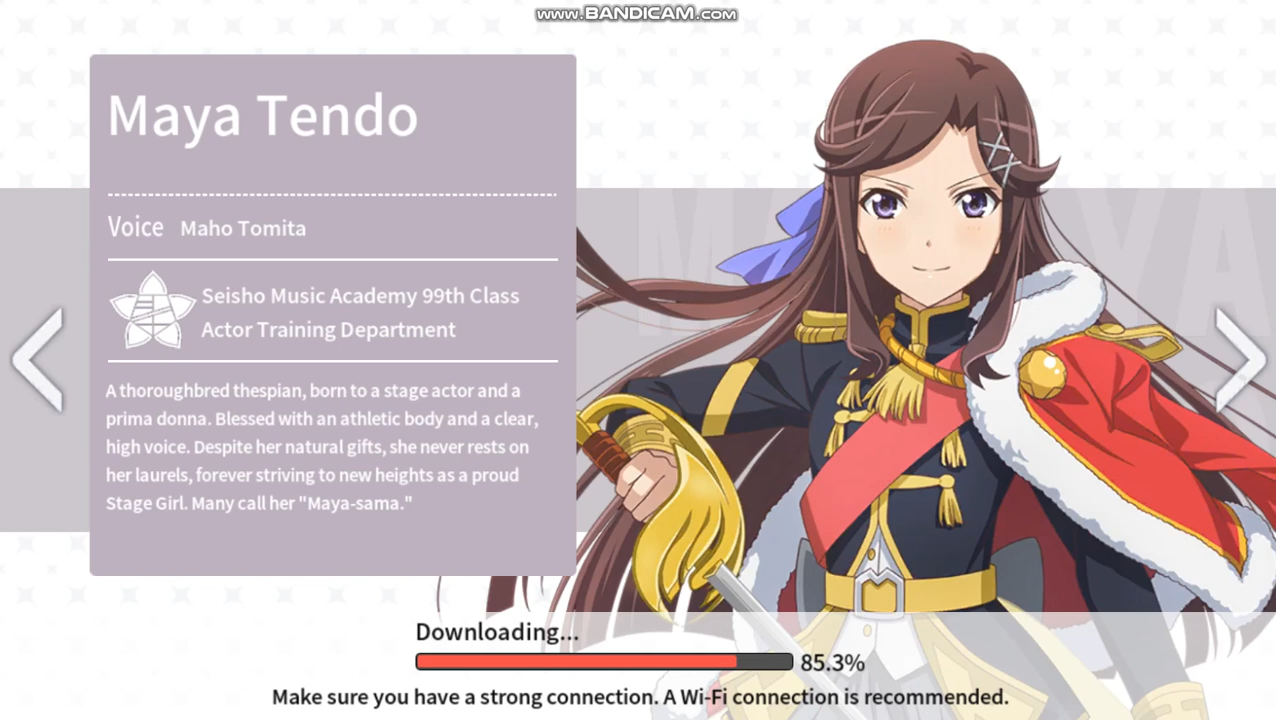 www.BANDICAM.com
Maya Tendo
Voice Maho Tomita
Seisho Music Academy 99th Class
Actor Training Department
A thoroughbred thespian, born to a stage actor and a
prima donna. Blessed with an athletic body and a clear,
high voice. Despite her natural gifts, she never rests on
her laurels, forever striving to new heights as a proud
Stage Girl. Many call her "Maya-sama."
Downloading...
85.3%
Make sure you have a strong connection. A Wi-Fi connection is recommended.